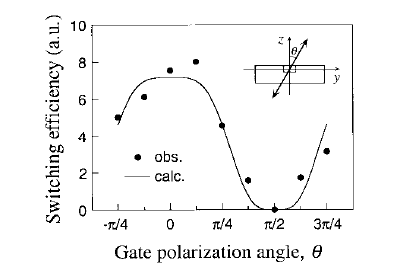 Switching efficiency (a.u.)
10
8
6
4
2
0
z
θ
y
obs.
calc.
-π/4
0
π/4
π/2
3π/4
Gate polarization angle, θ